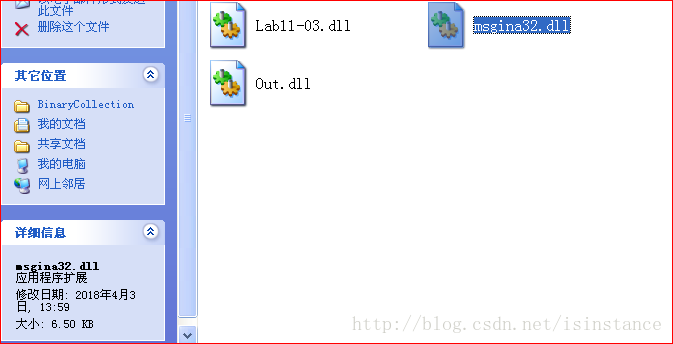 此文件
删除这个文件
其它位置
BinaryCollection
我的文档
共享文档
我的电脑
网上邻居
详细信息
msgina32.dll
应用程序扩展
修改日期: 2018年4月3
日, 13:59
大小: 6.50 KB
Lab11-03.dll
msgina32.dll
Out.dll
http://blog.csdn.net/isinstance